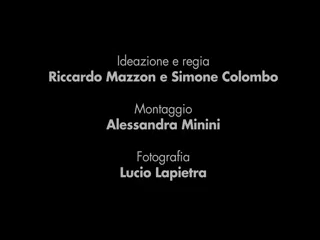 Ideazione e regia
Riccardo Mazzon e Simone Colombo
Montaggio
Alessandra Minini
Fotografia
Lucio Lapietra